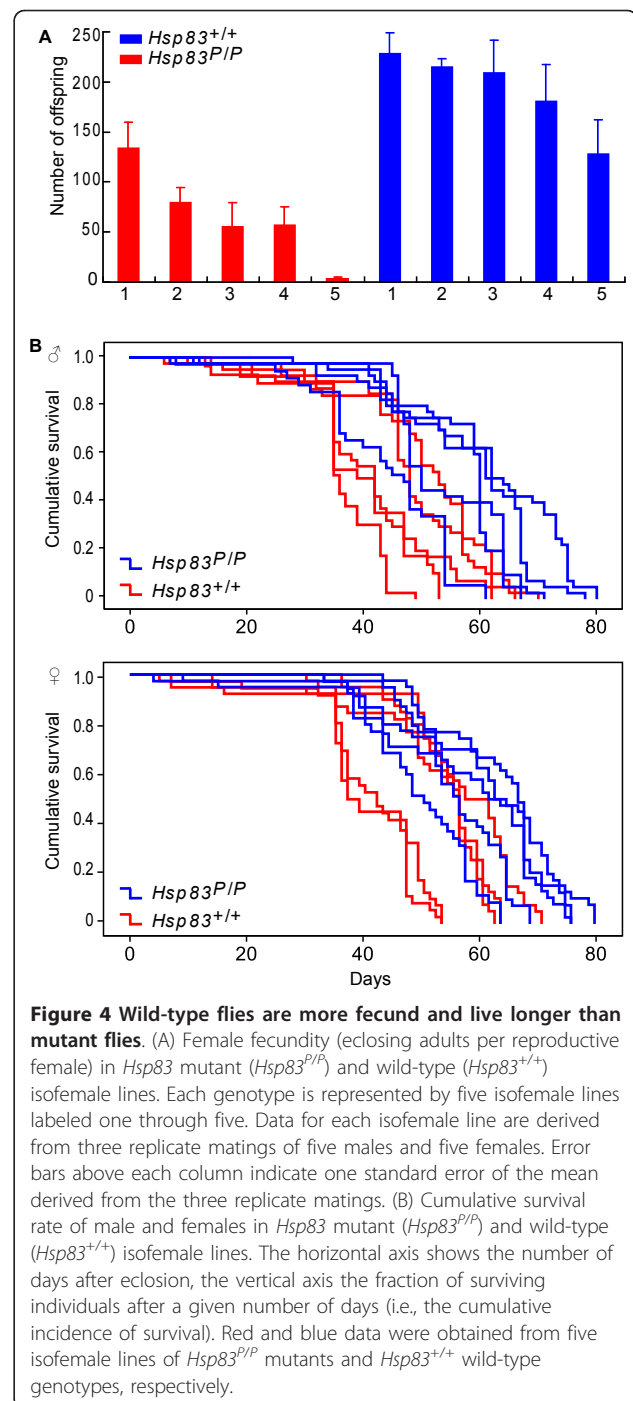 A
Hsp83+/+
Hsp83P/P
Number of offspring
250
200
150
100
50
0
1 2 3 4 5 1 2 3 4 5
B
♂
Cumulative survival
1.0
0.8
0.6
0.4
0.2
0
Hsp83P/P
Hsp83+/+
0 20 40 60 80
♀
Cumulative survival
1.0
0.8
0.6
0.4
0.2
0
Hsp83P/P
Hsp83+/+
0 20 40 60 80
Days
Figure 4 Wild-type flies are more fecund and live longer than
mutant flies. (A) Female fecundity (eclosing adults per reproductive
female) in Hsp83 mutant (Hsp83P/P) and wild-type (Hsp83+/+)
isofemale lines. Each genotype is represented by five isofemale lines
labeled one through five. Data for each isofemale line are derived
from three replicate matings of five males and five females. Error
bars above each column indicate one standard error of the mean
derived from the three replicate matings. (B) Cumulative survival
rate of male and females in Hsp83 mutant (Hsp83P/P) and wild-type
(Hsp83+/+) isofemale lines. The horizontal axis shows the number of
days after eclosion, the vertical axis the fraction of surviving
individuals after a given number of days (i.e., the cumulative
incidence of survival). Red and blue data were obtained from five
isofemale lines of Hsp83P/P mutants and Hsp83+/+ wild-type
genotypes, respectively.